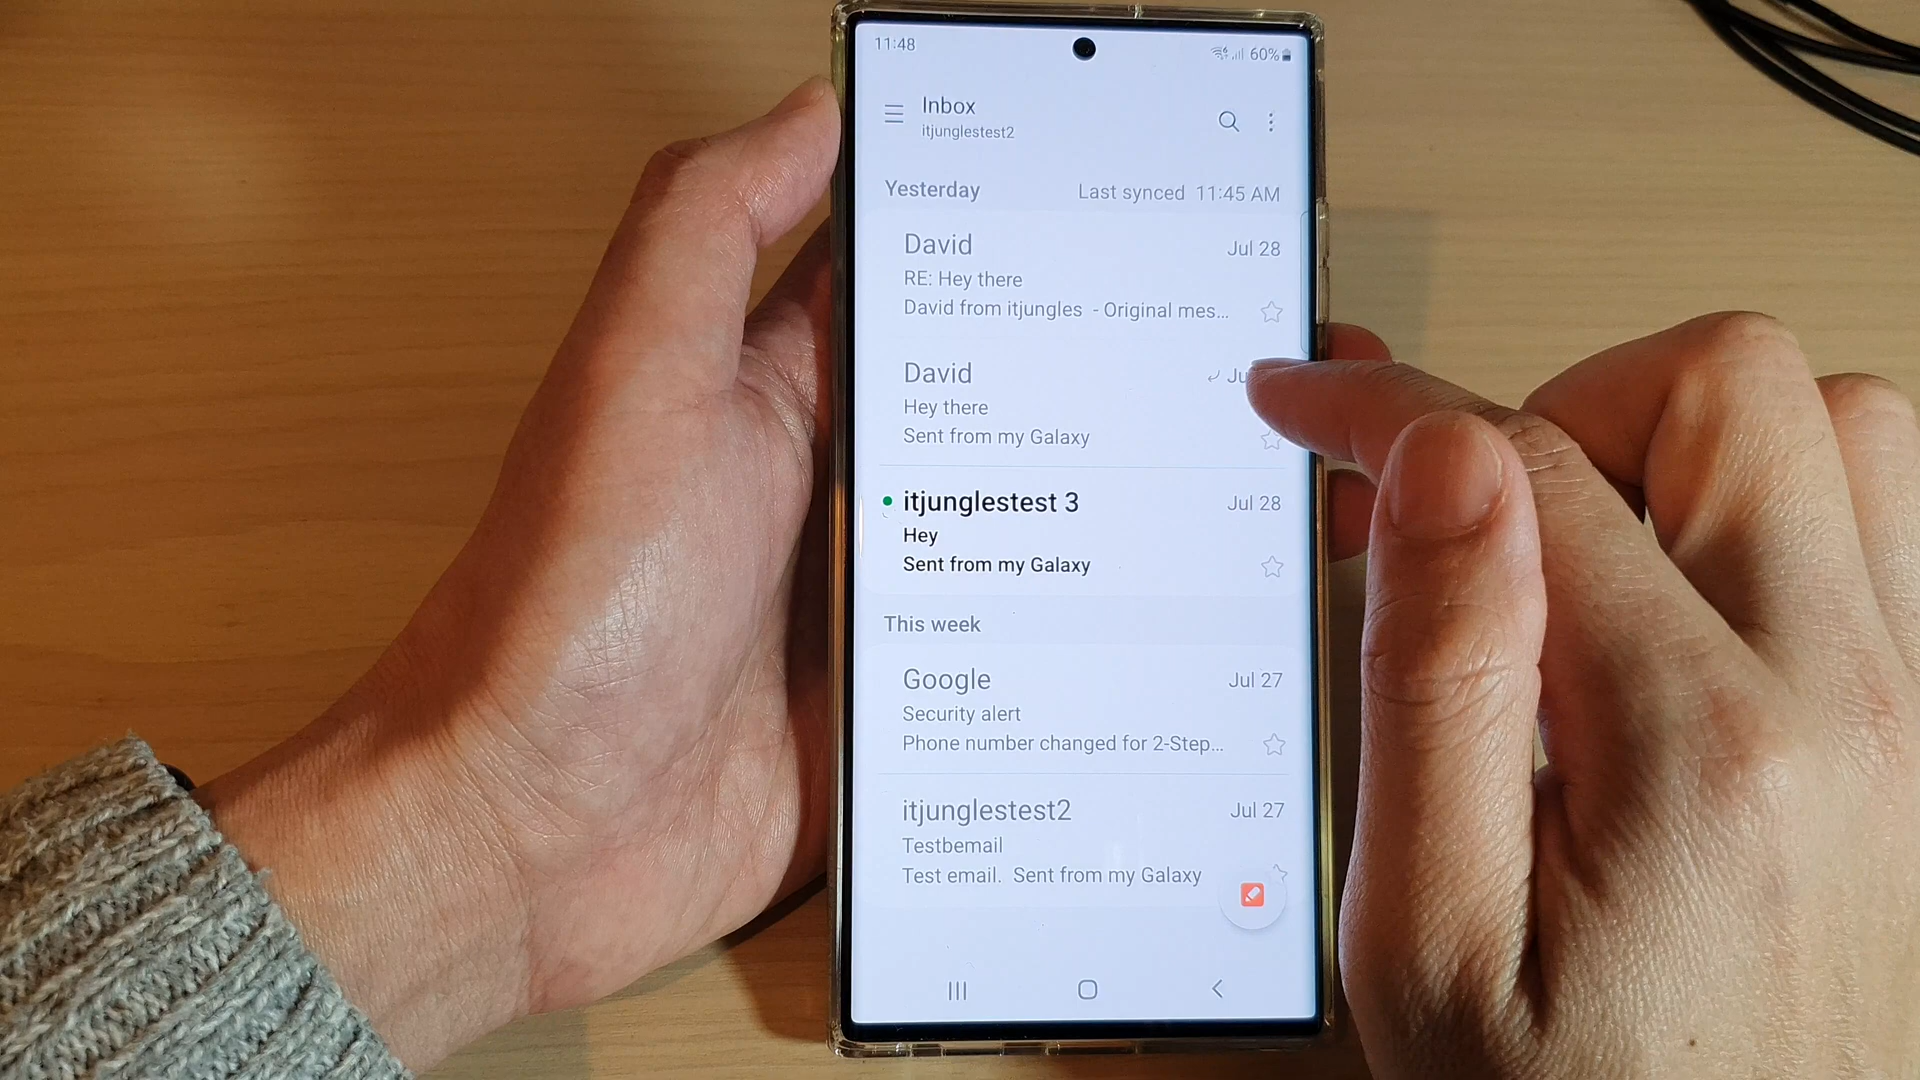 11:48
60%
Inbox
itjunglestest2
Yesterday
Last synced 11:45 AM
David
Jul 28
RE: Hey there
David from itjungles - Original mes...
David
Hey there
Sent from my Galaxy
itjunglestest 3
Jul 28
Hey
Sent from my Galaxy
This week
Google
Jul 27
Security alert
Phone number changed for 2-Step...
itjunglestest2
Jul 27
Testbemail
Test email. Sent from my Galaxy